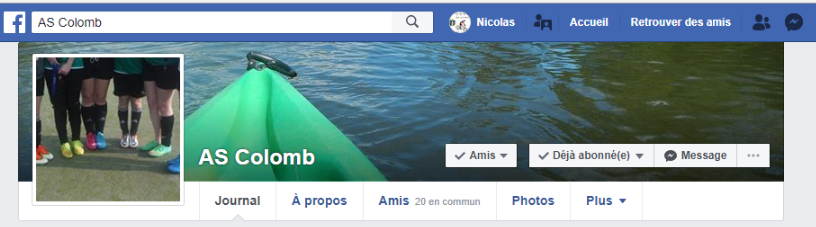 f AS Colomb Nicolas Accueil Retrouver des amis
AS Colomb
Amis Déjà abonné(e) Message ...
Journal À propos Amis 20 en commun Photos Plus